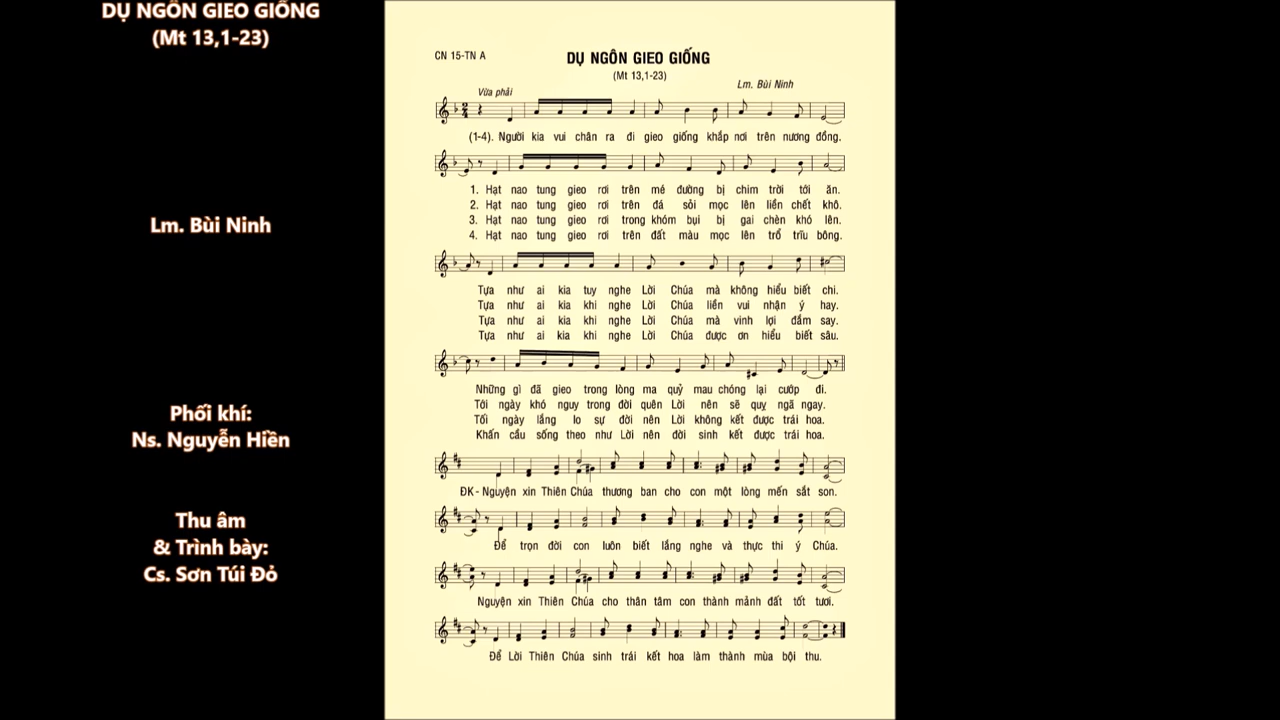 DỤ NGÔN GIEO GIỐNG
(Mt 13,1-23)
Lm. Bùi Ninh
Phối khí:
Ns. Nguyễn Hiền
Thu âm
& Trình bày:
Cs. Sơn Túi Đỏ
CN 15-TN A
DỤ NGÔN GIEO GIỐNG
(Mt 13,1-23)
Lm. Bùi Ninh
Vừa phải
(1-4). Người kia vui chân ra đi gieo giống khắp nơi trên nương đồng.
1. Hạt nao tung gieo rơi trên mé đường bị chim trời tới ăn.
2. Hạt nao tung gieo rơi trên đá sỏi mọc lên liền chết khô.
3. Hạt nao tung gieo rơi trong khóm bụi bị gai chèn khó lên.
4. Hạt nao tung gieo rơi trên đất màu mọc lên trổ trĩu bông.
Tựa như ai kia tuy nghe Lời Chúa mà không hiểu biết chi.
Tựa như ai kia khi nghe Lời Chúa liền vui nhận ý hay.
Tựa như ai kia khi nghe Lời Chúa mà vinh lợi đắm say.
Tựa như ai kia khi nghe Lời Chúa được ơn hiểu biết sâu.
Những gì đã gieo trong lòng ma quỷ mau chóng lại cướp đi.
Tới ngày khó nguy trong đời quên Lời nên sẽ quỵ ngã ngay.
Tối ngày lắng lo sự đời nên Lời không kết được trái hoa.
Khấn cầu sống theo như Lời nên đời sinh kết được trái hoa.
ĐK - Nguyện xin Thiên Chúa thương ban cho con một lòng mến sắt son.
Để trọn đời con luôn biết lắng nghe và thực thi ý Chúa.
Nguyện xin Thiên Chúa cho thân tâm con thành mảnh đất tốt tươi.
Để Lời Thiên Chúa sinh trái kết hoa làm thành mùa bội thu.